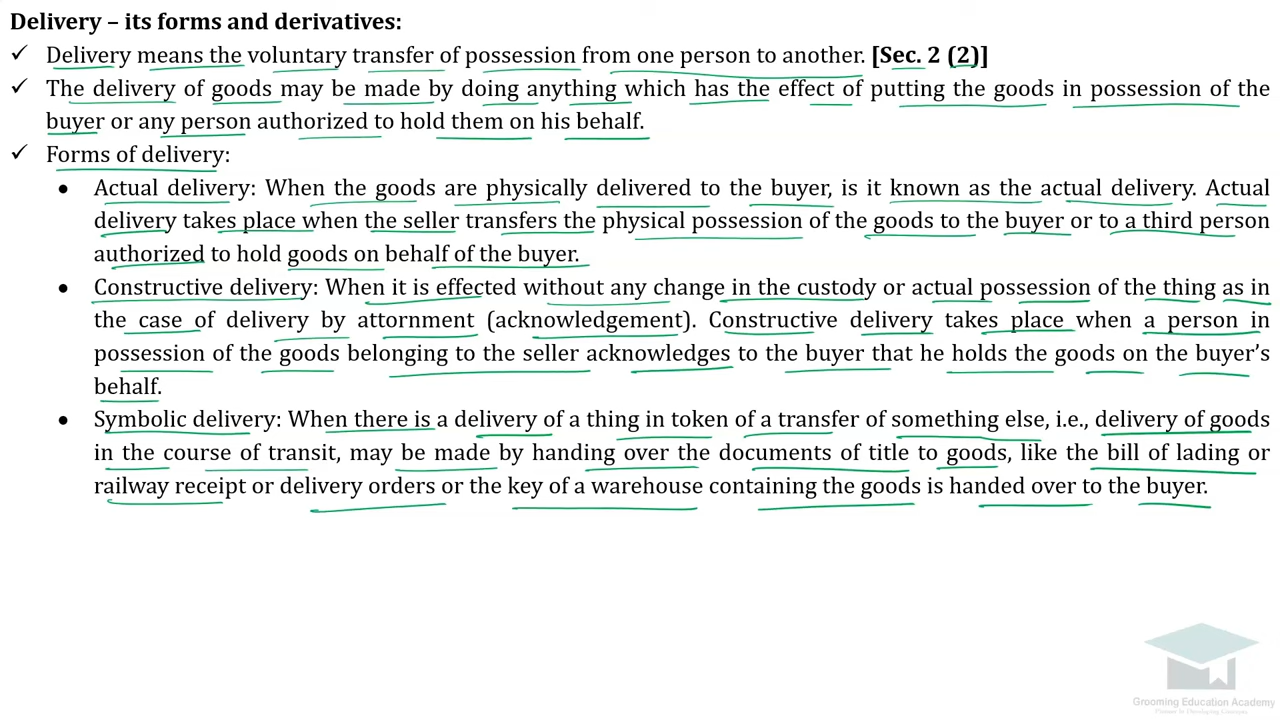 Delivery – its forms and derivatives:
✓ Delivery means the voluntary transfer of possession from one person to another. [Sec. 2 (2)]
✓ The delivery of goods may be made by doing anything which has the effect of putting the goods in possession of the
buyer or any person authorized to hold them on his behalf.
✓ Forms of delivery:
• Actual delivery: When the goods are physically delivered to the buyer, is it known as the actual delivery. Actual
delivery takes place when the seller transfers the physical possession of the goods to the buyer or to a third person
authorized to hold goods on behalf of the buyer.
• Constructive delivery: When it is effected without any change in the custody or actual possession of the thing as in
the case of delivery by attornment (acknowledgement). Constructive delivery takes place when a person in
possession of the goods belonging to the seller acknowledges to the buyer that he holds the goods on the buyer’s
behalf.
• Symbolic delivery: When there is a delivery of a thing in token of a transfer of something else, i.e., delivery of goods
in the course of transit, may be made by handing over the documents of title to goods, like the bill of lading or
railway receipt or delivery orders or the key of a warehouse containing the goods is handed over to the buyer.
Grooming Education Academy
Pioneer in Developing Concepts